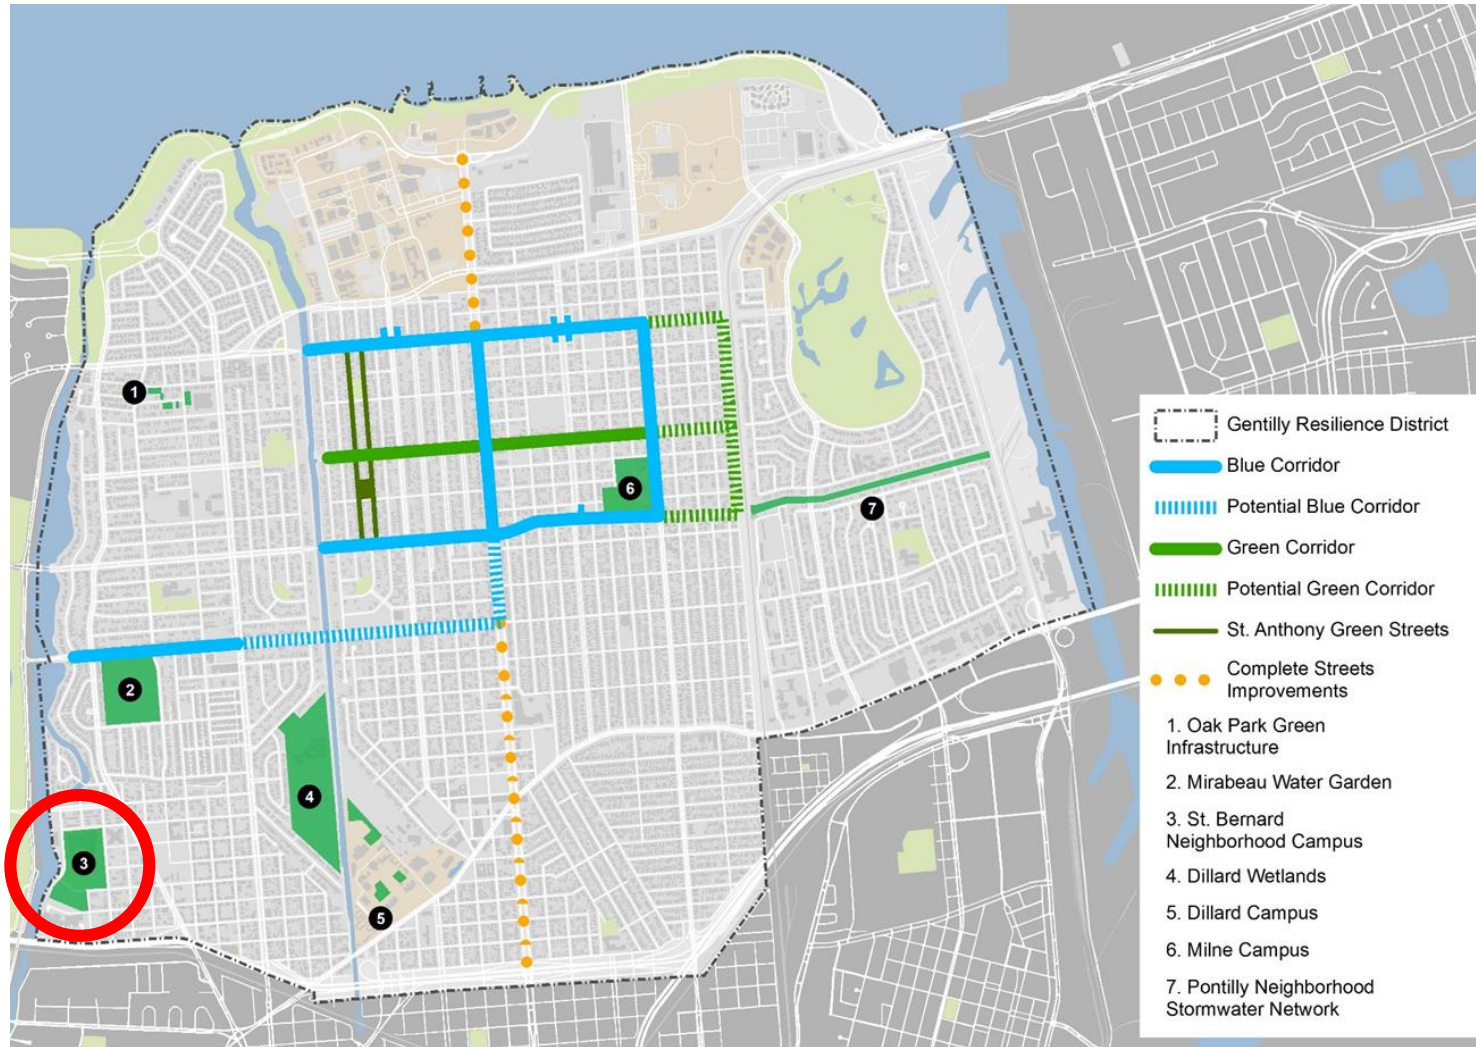 1
2
3
4
5
6
7
Gentilly Resilience District
Blue Corridor
Potential Blue Corridor
Green Corridor
Potential Green Corridor
St. Anthony Green Streets
Complete Streets
Improvements
1. Oak Park Green
Infrastructure
2. Mirabeau Water Garden
3. St. Bernard
Neighborhood Campus
4. Dillard Wetlands
5. Dillard Campus
6. Milne Campus
7. Pontilly Neighborhood
Stormwater Network